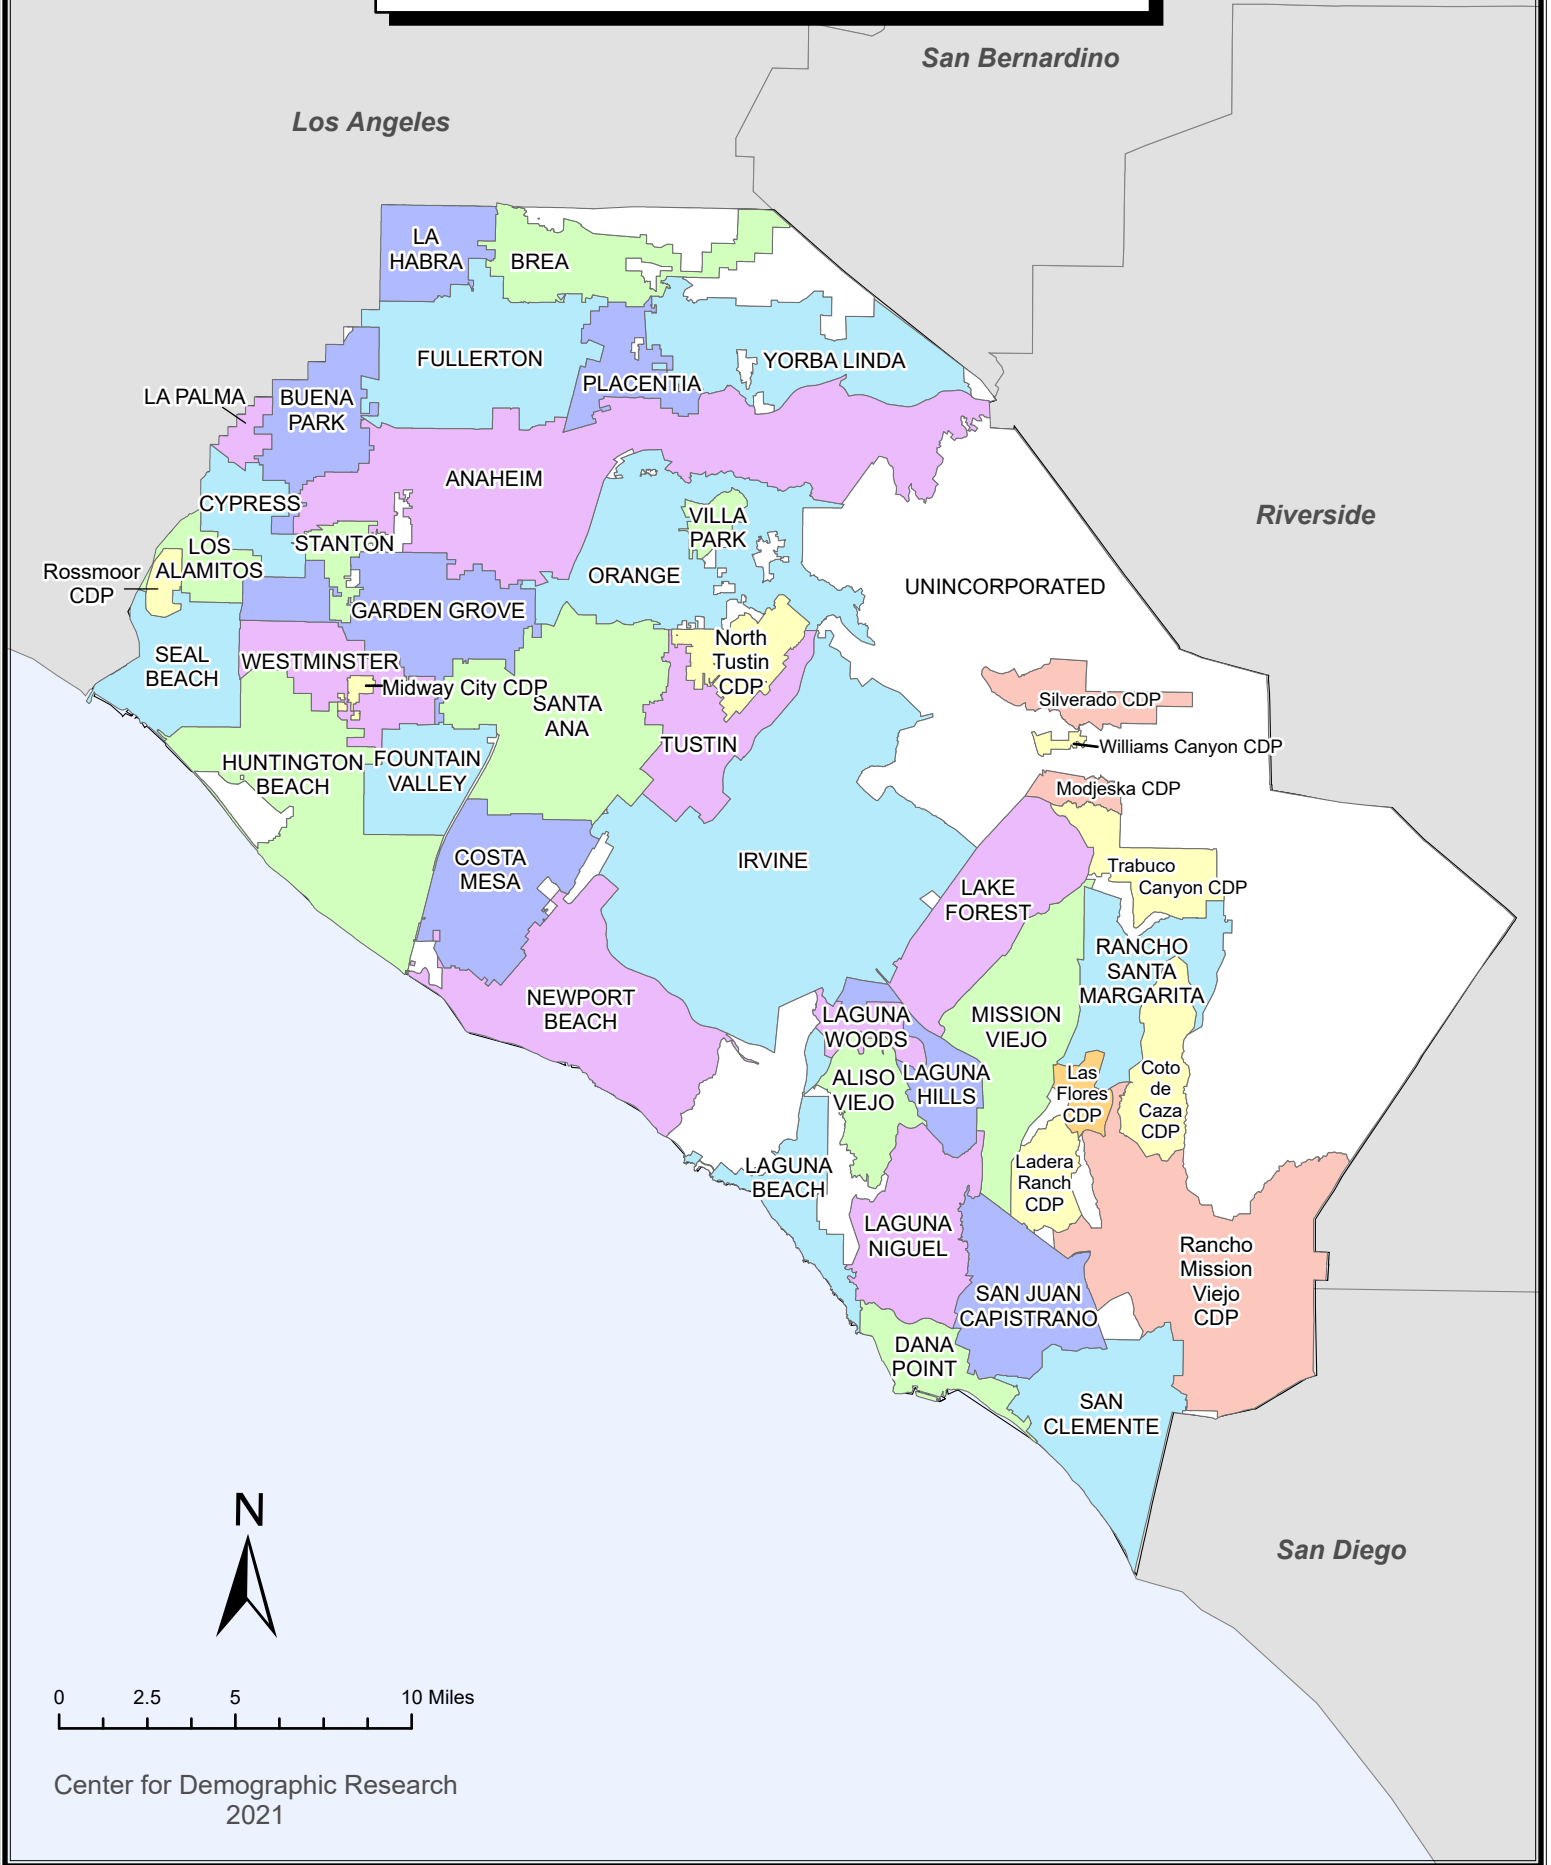 San Bernardino
Los Angeles
LA
HABRA
BREA
FULLERTON
YORBA LINDA
PLACENTIA
LA PALMA
BUENA
PARK
ANAHEIM
CYPRESS
Riverside
VILLA
PARK
STANTON
LOS
ALAMITOS
Rossmoor
CDP
ORANGE
UNINCORPORATED
GARDEN GROVE
North
Tustin
CDP
SEAL
BEACH
WESTMINSTER
Midway City CDP
SANTA
ANA
Silverado CDP
TUSTIN
Williams Canyon CDP
HUNTINGTON
BEACH
FOUNTAIN
VALLEY
Modjeska CDP
COSTA
MESA
IRVINE
Trabuco
Canyon CDP
LAKE
FOREST
RANCHO
SANTA
MARGARITA
NEWPORT
BEACH
LAGUNA
WOODS
MISSION
VIEJO
ALISO
VIEJO
LAGUNA
HILLS
Las
Flores
CDP
Coto
de
Caza
CDP
LAGUNA
BEACH
Ladera
Ranch
CDP
LAGUNA
NIGUEL
Rancho
Mission
Viejo
CDP
SAN JUAN
CAPISTRANO
DANA
POINT
SAN
CLEMENTE
N
San Diego
0 2.5 5 10 Miles
Center for Demographic Research
2021